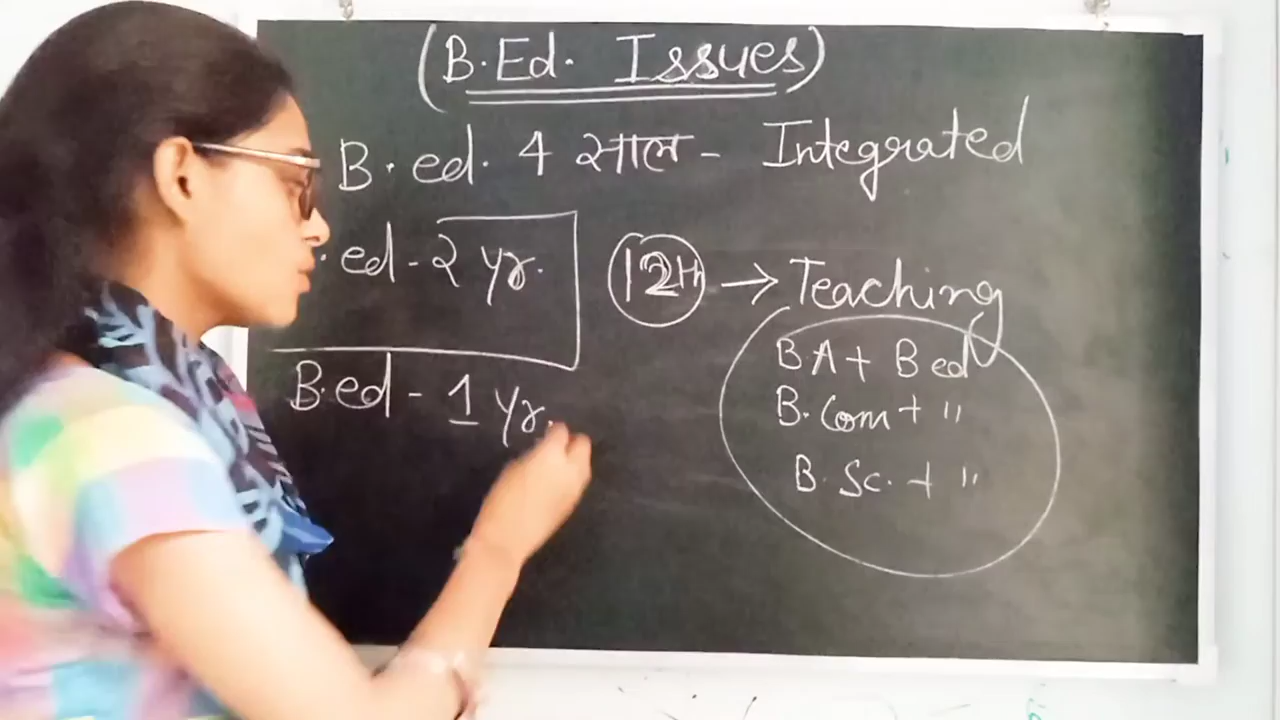 (B.Ed. Issues)
B.ed. 4 साल - Integrated
.ed - 2 yr.
12th → Teaching
B.ed - 1 yr.
B.A + B ed
B.Com + "
B.Sc. + "